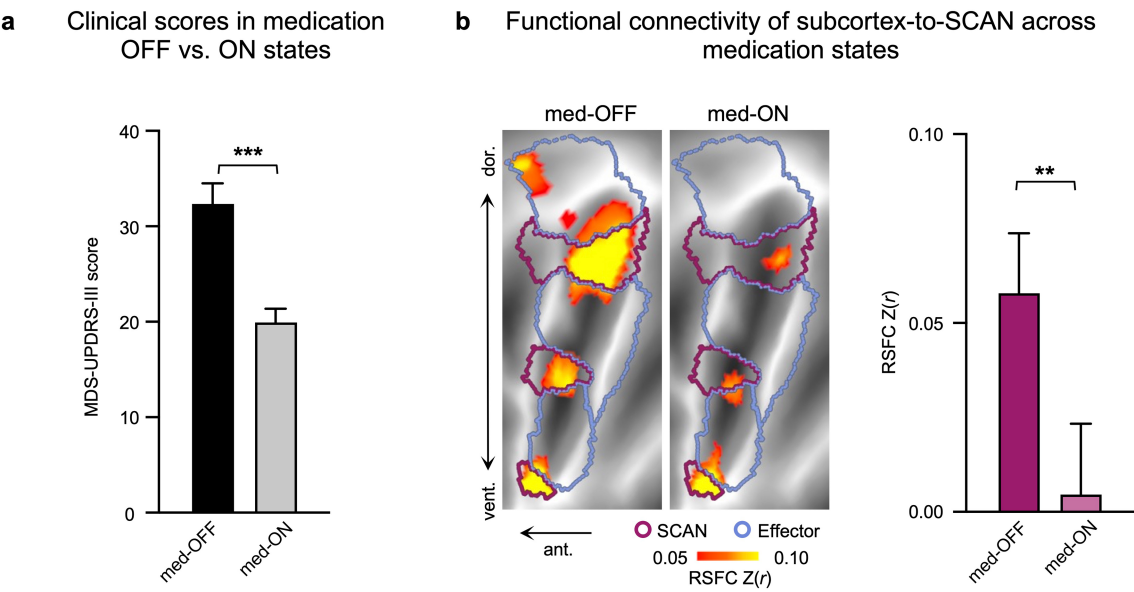 a
Clinical scores in medication
OFF vs. ON states
MDS-UPDRS-III score
40
30
20
10
0
***
med-OFF
med-ON
b
Functional connectivity of subcortex-to-SCAN across
medication states
med-OFF
med-ON
dor.
vent.
ant.
SCAN
Effector
0.05
0.10
RSFC Z(r)
RSFC Z(r)
0.10
0.05
0.00
**
med-OFF
med-ON